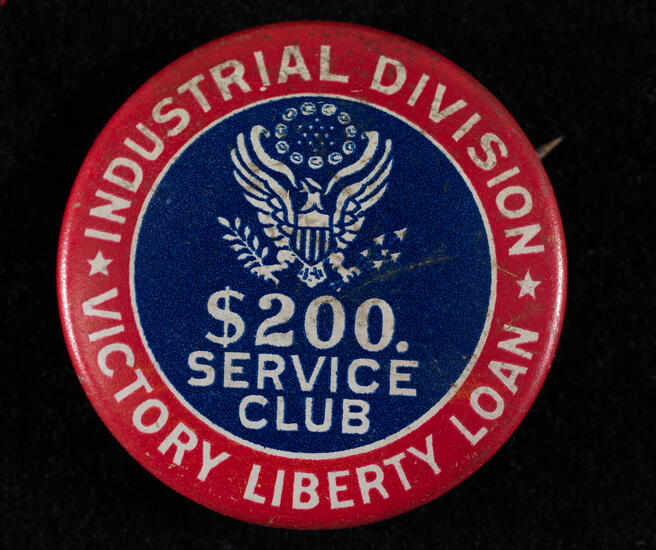 INDUSTRIAL DIVISION
$200.
SERVICE
CLUB
VICTORY LIBERTY LOAN